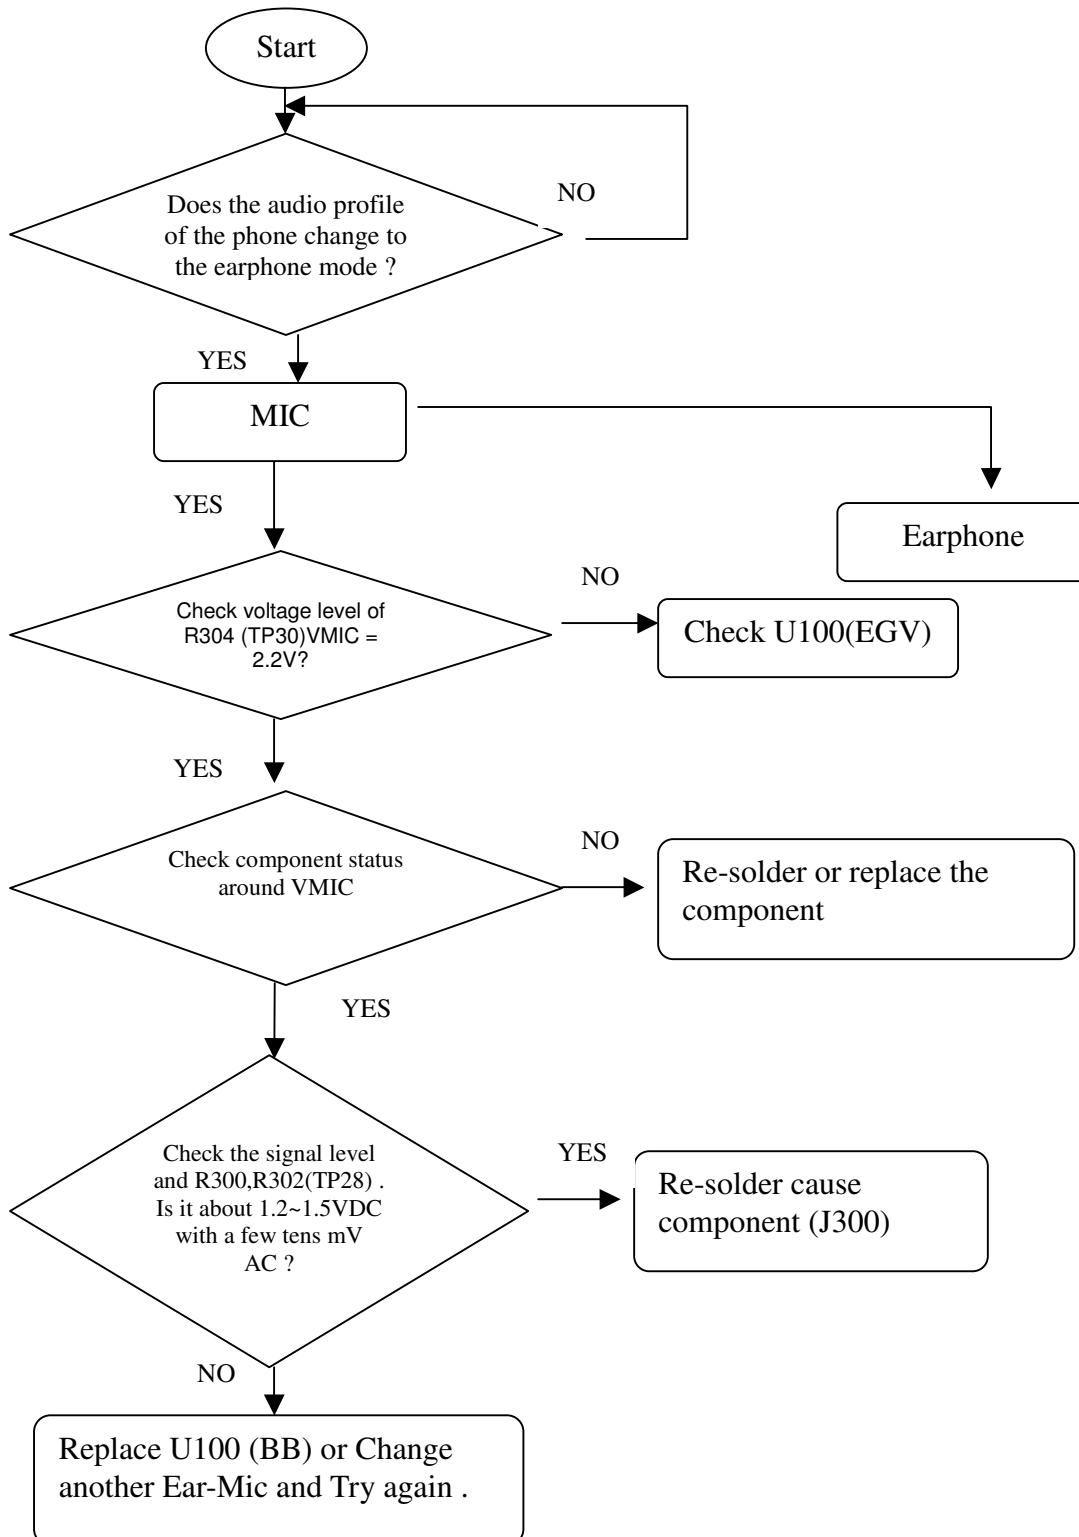 Start
NO
Does the audio profile
of the phone change to
the earphone mode ?
YES
MIC
YES
Earphone
NO
Check voltage level of
R304 (TP30)VMIC =
2.2V?
Check U100(EGV)
YES
NO
Check component status
around VMIC
Re-solder or replace the
component
YES
Check the signal level
and R300,R302(TP28) .
Is it about 1.2~1.5VDC
with a few tens mV
AC ?
YES
Re-solder cause
component (J300)
NO
Replace U100 (BB) or Change
another Ear-Mic and Try again .